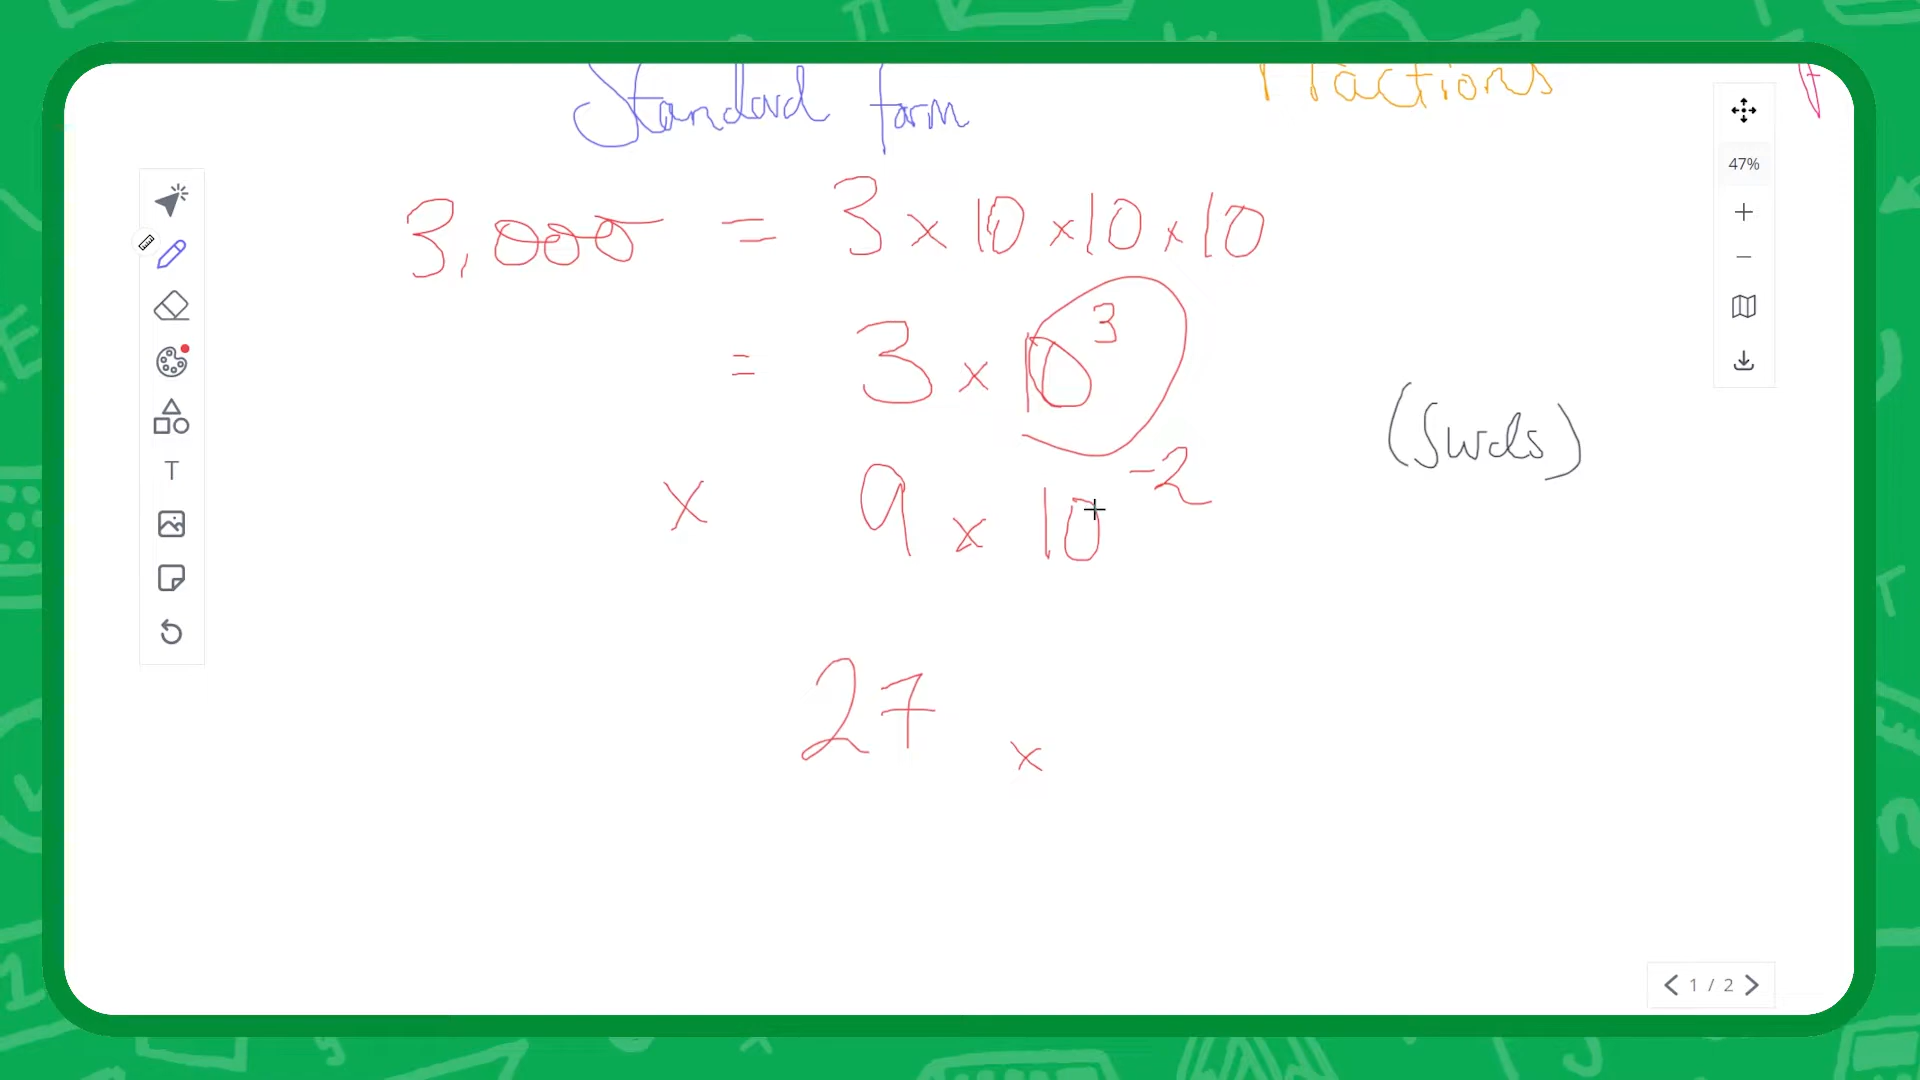 Standard form
Fractions
47%
3,000 = 3 × 10 × 10 × 10
= 3 × 10³
(Surds)
× 9 × 10⁻²
T
27 ×
1 / 2